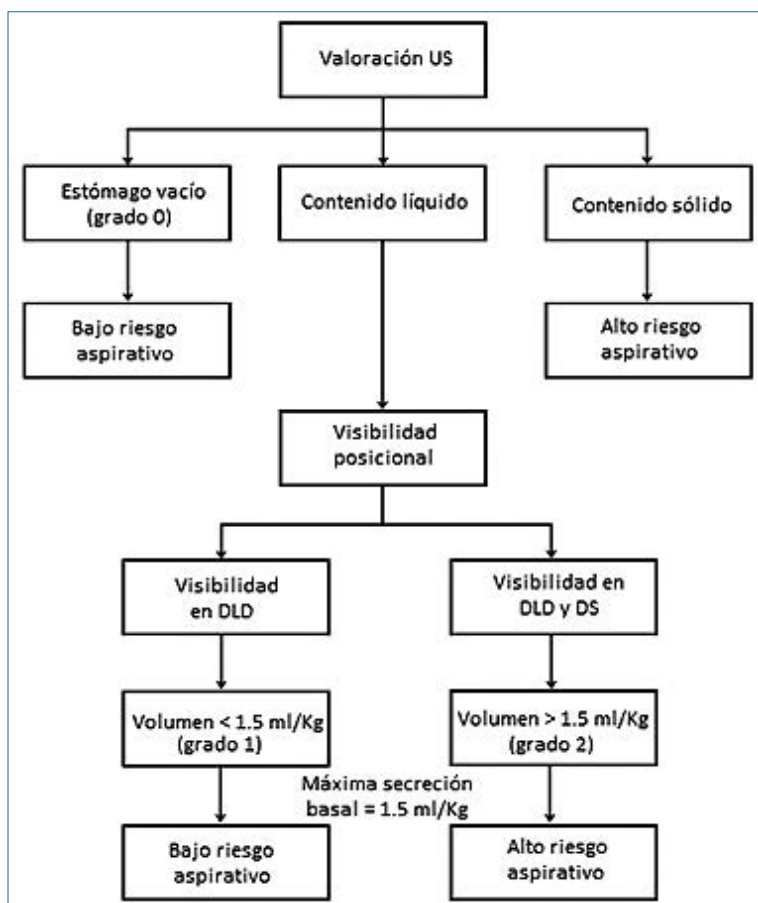 Valoración US
Estómago vacío
(grado 0)
Contenido líquido
Contenido sólido
Bajo riesgo
aspirativo
Alto riesgo
aspirativo
Visibilidad
posicional
Visibilidad
en DLD
Visibilidad en
DLD y DS
Volumen < 1.5 ml/Kg
(grado 1)
Volumen > 1.5 ml/Kg
(grado 2)
Máxima secreción
basal = 1.5 ml/Kg
Bajo riesgo
aspirativo
Alto riesgo
aspirativo